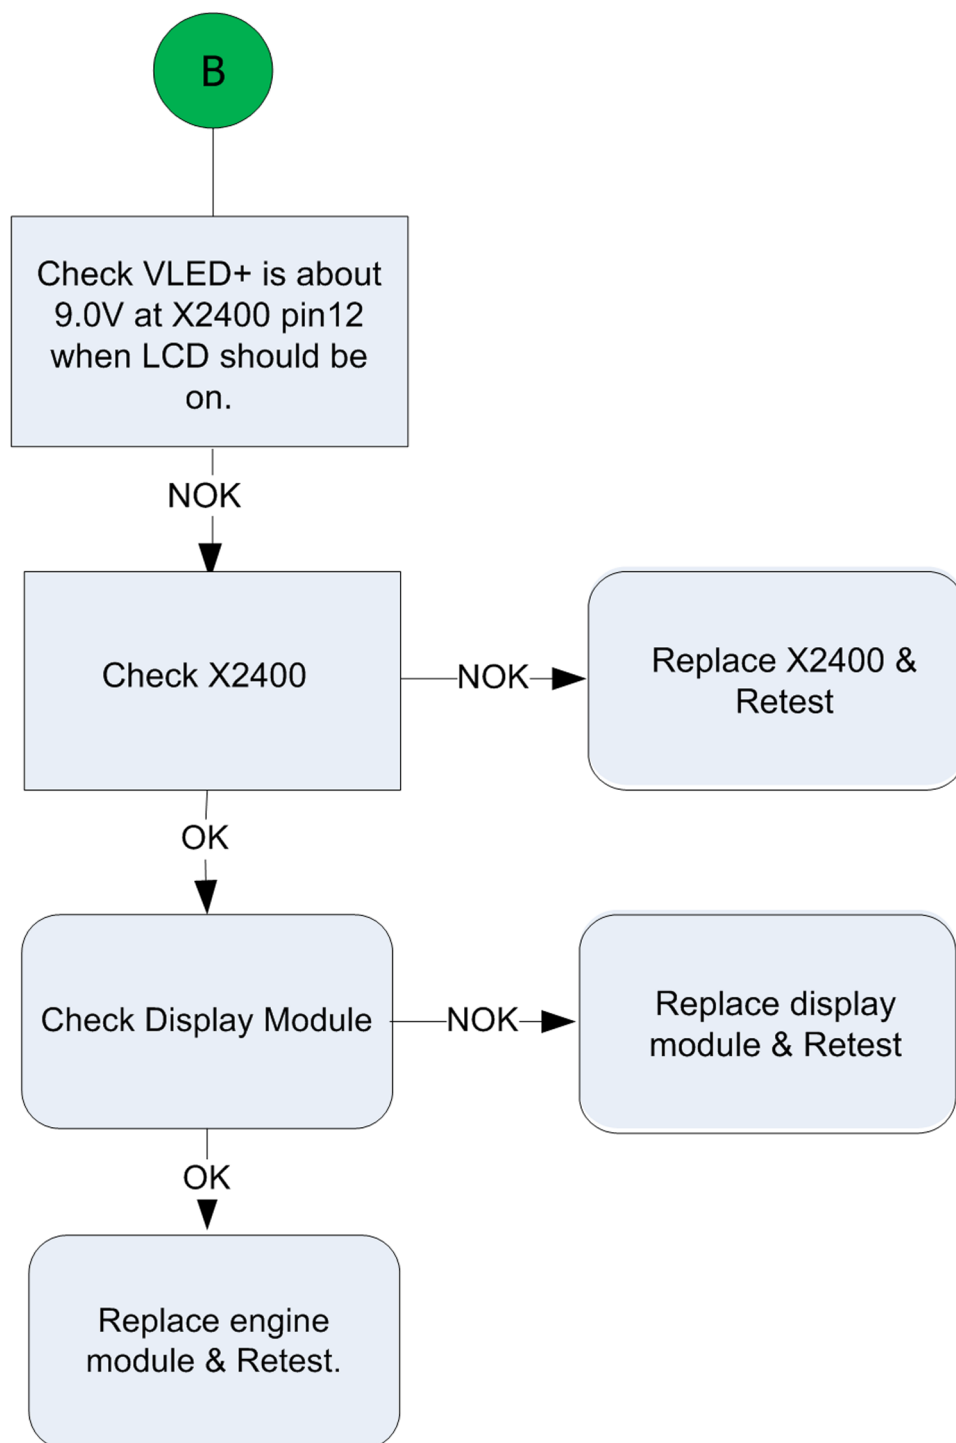 B
Check VLED+ is about
9.0V at X2400 pin12
when LCD should be
on.
NOK
Check X2400
NOK
Replace X2400 &
Retest
OK
Check Display Module
NOK
Replace display
module & Retest
OK
Replace engine
module & Retest.